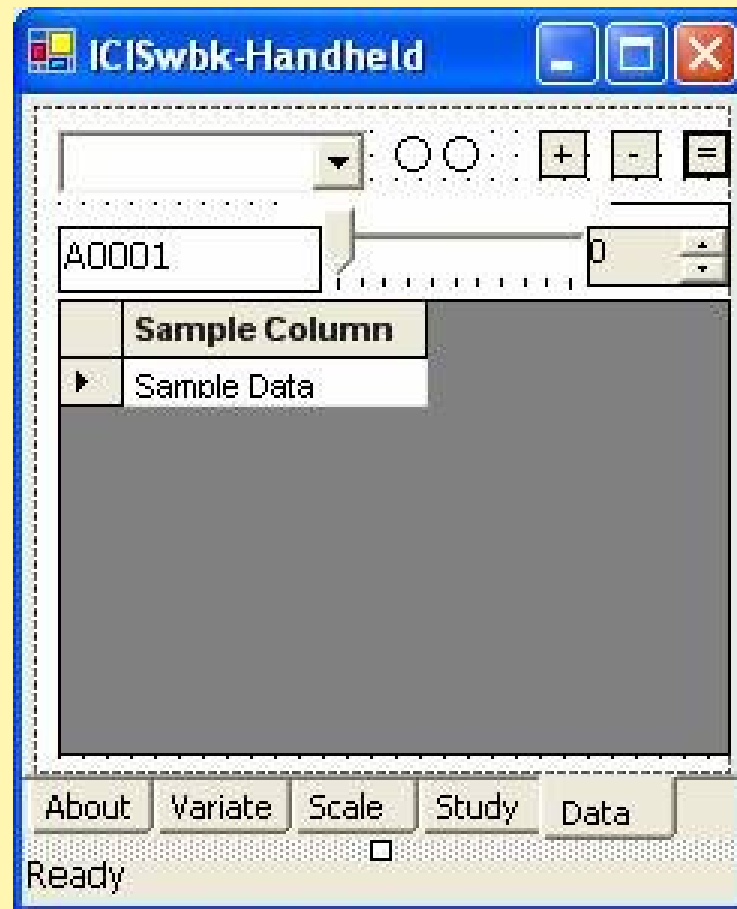 ICISwbk-Handheld
+ - =
A0001 0
Sample Column
Sample Data
About Variate Scale Study Data
Ready